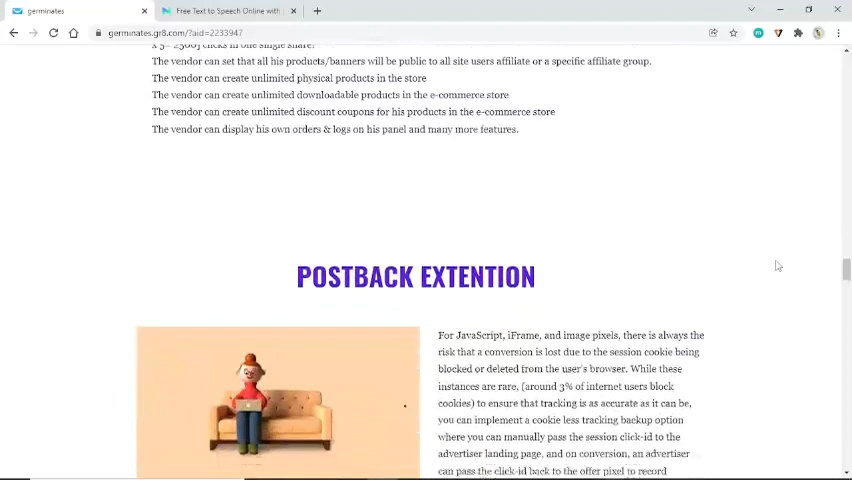 germinates
Free Text to Speech Online with
germinates.gr8.com/?aid=2233947
x 5= 2500] clicks in one single share!
The vendor can set that all his products/banners will be public to all site users affiliate or a specific affiliate group.
The vendor can create unlimited physical products in the store
The vendor can create unlimited downloadable products in the e-commerce store
The vendor can create unlimited discount coupons for his products in the e-commerce store
The vendor can display his own orders & logs on his panel and many more features.
POSTBACK EXTENTION
For JavaScript, iFrame, and image pixels, there is always the
risk that a conversion is lost due to the session cookie being
blocked or deleted from the user's browser. While these
instances are rare, (around 3% of internet users block
cookies) to ensure that tracking is as accurate as it can be,
you can implement a cookie less tracking backup option
where you can manually pass the session click-id to the
advertiser landing page, and on conversion, an advertiser
can pass the click-id back to the offer pixel to record